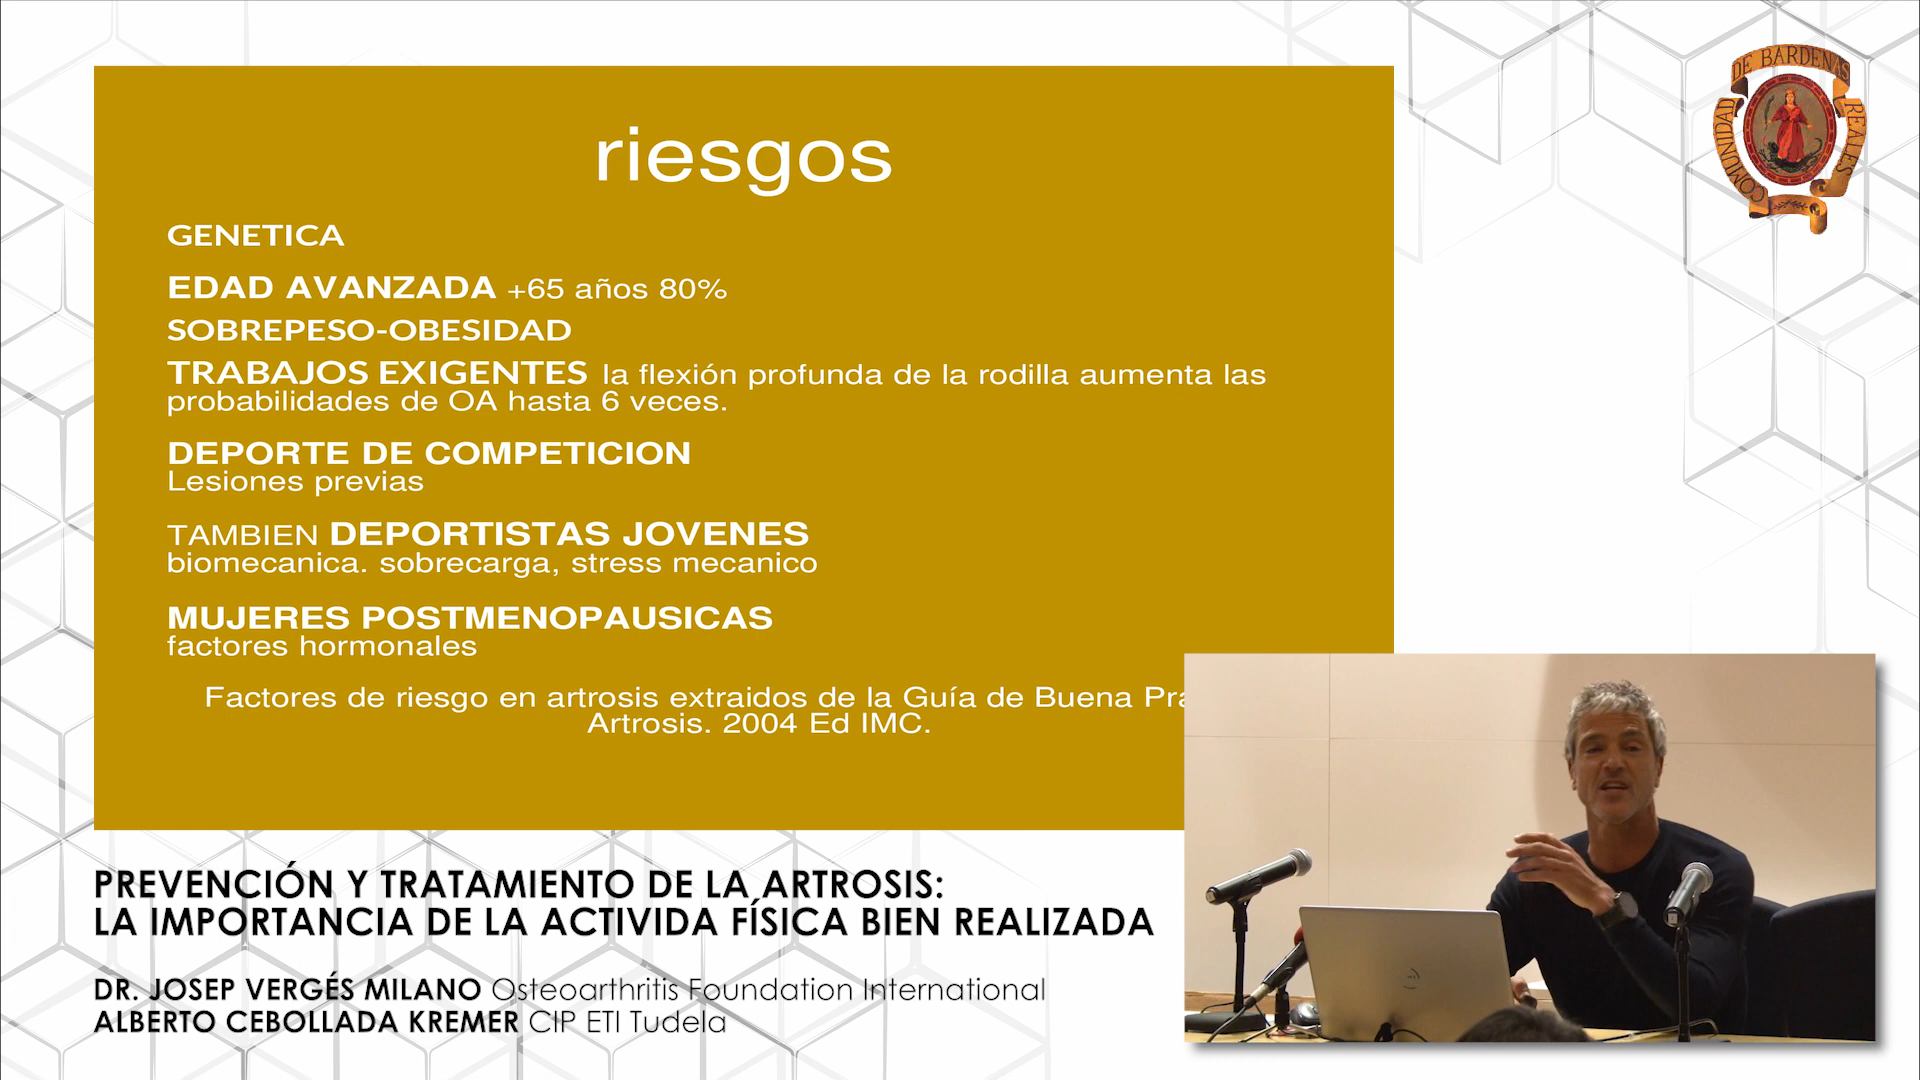 riesgos
GENETICA
EDAD AVANZADA +65 años 80%
SOBREPESO-OBESIDAD
TRABAJOS EXIGENTES la flexión profunda de la rodilla aumenta las
probabilidades de OA hasta 6 veces.
DEPORTE DE COMPETICION
Lesiones previas
TAMBIEN DEPORTISTAS JOVENES
biomecanica. sobrecarga, stress mecanico
MUJERES POSTMENOPAUSICAS
factores hormonales
Factores de riesgo en artrosis extraidos de la Guía de Buena
Artrosis. 2004 Ed IMC.
COMUNIDAD DE BARDENAS REALES
PREVENCIÓN Y TRATAMIENTO DE LA ARTROSIS:
LA IMPORTANCIA DE LA ACTIVIDA FÍSICA BIEN REALIZADA
DR. JOSEP VERGÉS MILANO Osteoarthritis Foundation International
ALBERTO CEBOLLADA KREMER CIP ETI Tudela